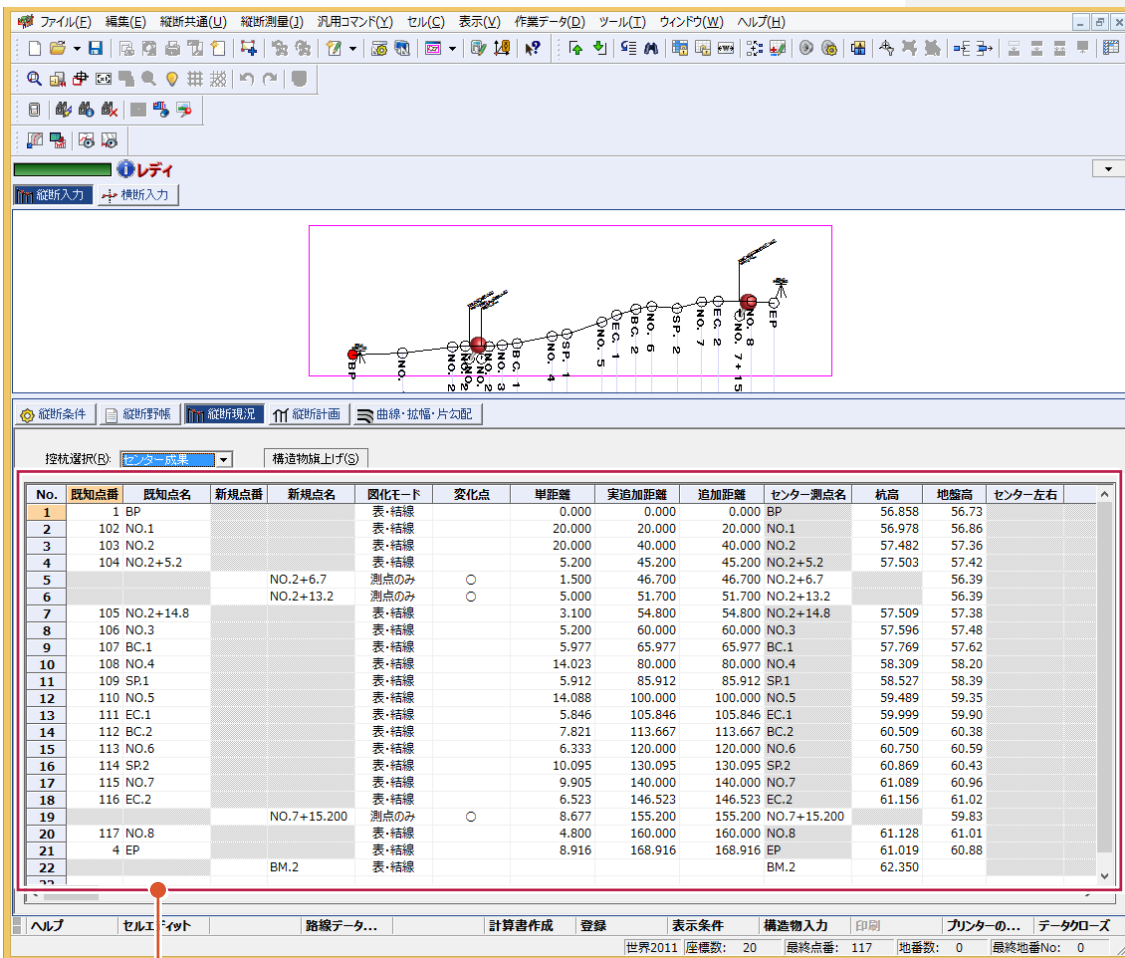 ファイル(F) 編集(E) 縦断共通(U) 縦断測量(J) 汎用コマンド(Y) セル(C) 表示(V) 作業データ(D) ツール(T) ウィンドウ(W) ヘルプ(H)
レディ
縦断入力 横断入力
BP NO. NO. 2 NO. 3 BC. 1 NO. 4 SP. 1 NO. 5 EC. 1 BC. 2 NO. 6 SP. 2 NO. 7 EC. 2 NO. 7+15 NO. 8 EP
縦断条件 縦断野帳 縦断現況 縦断計画 曲線・拡幅・片勾配
控杭選択(R): センター成果 構造物旗上げ(S)
No. 既知点番 既知点名 新規点番 新規点名 図化モード 変化点 単距離 実追加距離 追加距離 センター測点名 杭高 地盤高 センター左右
1 1 BP 表・結線 0.000 0.000 0.000 BP 56.858 56.73
2 102 NO.1 表・結線 20.000 20.000 20.000 NO.1 56.978 56.86
3 103 NO.2 表・結線 20.000 40.000 40.000 NO.2 57.482 57.36
4 104 NO.2+5.2 表・結線 5.200 45.200 45.200 NO.2+5.2 57.503 57.42
5 NO.2+6.7 測点のみ ○ 1.500 46.700 46.700 NO.2+6.7 56.39
6 NO.2+13.2 測点のみ ○ 5.000 51.700 51.700 NO.2+13.2 56.39
7 105 NO.2+14.8 表・結線 3.100 54.800 54.800 NO.2+14.8 57.509 57.38
8 106 NO.3 表・結線 5.200 60.000 60.000 NO.3 57.596 57.48
9 107 BC.1 表・結線 5.977 65.977 65.977 BC.1 57.769 57.62
10 108 NO.4 表・結線 14.023 80.000 80.000 NO.4 58.309 58.20
11 109 SP.1 表・結線 5.912 85.912 85.912 SP.1 58.527 58.39
12 110 NO.5 表・結線 14.088 100.000 100.000 NO.5 59.489 59.35
13 111 EC.1 表・結線 5.846 105.846 105.846 EC.1 59.999 59.90
14 112 BC.2 表・結線 7.821 113.667 113.667 BC.2 60.509 60.38
15 113 NO.6 表・結線 6.333 120.000 120.000 NO.6 60.750 60.59
16 114 SP.2 表・結線 10.095 130.095 130.095 SP.2 60.869 60.43
17 115 NO.7 表・結線 9.905 140.000 140.000 NO.7 61.089 60.96
18 116 EC.2 表・結線 6.523 146.523 146.523 EC.2 61.156 61.02
19 NO.7+15.200 測点のみ ○ 8.677 155.200 155.200 NO.7+15.200 59.83
20 117 NO.8 表・結線 4.800 160.000 160.000 NO.8 61.128 61.01
21 4 EP 表・結線 8.916 168.916 168.916 EP 61.019 60.88
22 BM.2 表・結線 BM.2 62.350
ヘルプ セルエディット 路線データ... 計算書作成 登録 表示条件 構造物入力 印刷 プリンターの... データクローズ
世界2011 座標数: 20 最終点番: 117 地番数: 0 最終地番No: 0